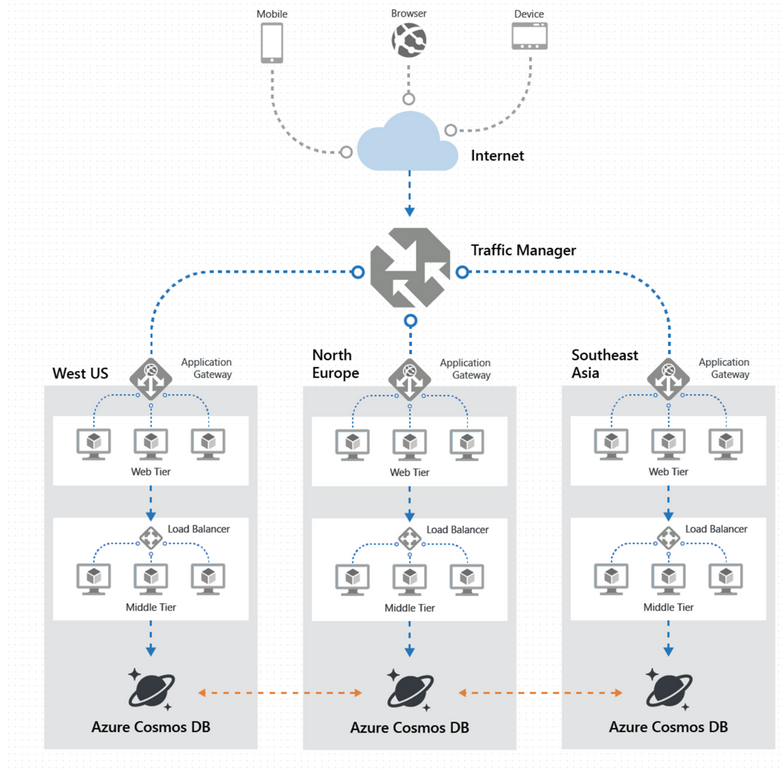 Mobile
Browser
Device
Internet
Traffic Manager
West US
Application
Gateway
North
Europe
Application
Gateway
Southeast
Asia
Application
Gateway
Web Tier
Web Tier
Web Tier
Load Balancer
Load Balancer
Load Balancer
Middle Tier
Middle Tier
Middle Tier
Azure Cosmos DB
Azure Cosmos DB
Azure Cosmos DB